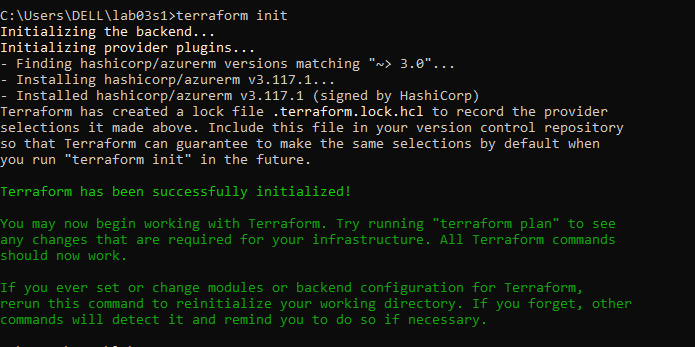 C:\Users\DELL\lab03s1>terraform init
Initializing the backend...
Initializing provider plugins...
- Finding hashicorp/azurerm versions matching "~> 3.0"...
- Installing hashicorp/azurerm v3.117.1...
- Installed hashicorp/azurerm v3.117.1 (signed by HashiCorp)
Terraform has created a lock file .terraform.lock.hcl to record the provider
selections it made above. Include this file in your version control repository
so that Terraform can guarantee to make the same selections by default when
you run "terraform init" in the future.
Terraform has been successfully initialized!
You may now begin working with Terraform. Try running "terraform plan" to see
any changes that are required for your infrastructure. All Terraform commands
should now work.
If you ever set or change modules or backend configuration for Terraform,
rerun this command to reinitialize your working directory. If you forget, other
commands will detect it and remind you to do so if necessary.